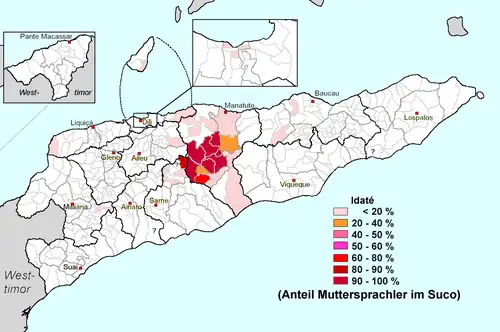 Pante Macassar
West-
timor
Manatuto
Baucau
Liquiçá
Dili
Lospalos
Gleno
Aileu
?
Viqueque
Same
Maliana
Ainaro
?
Suai
West-
timor
Idaté
< 20 %
20 - 40 %
40 - 50 %
50 - 60 %
60 - 80 %
80 - 90 %
90 - 100 %
(Anteil Muttersprachler im Suco)